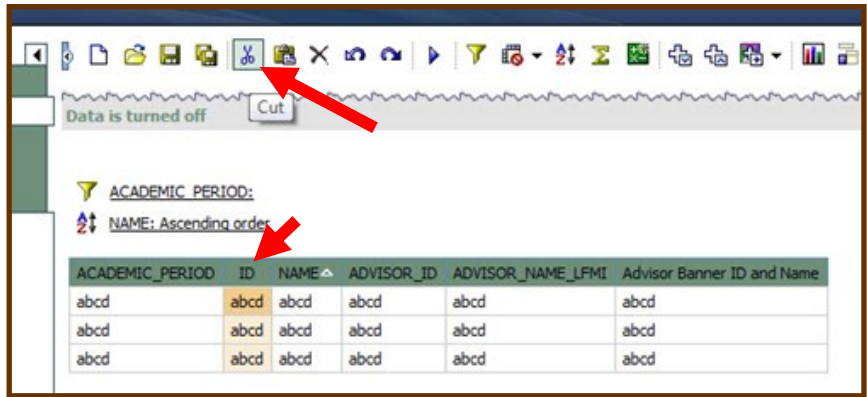 Cut
Data is turned off
ACADEMIC_PERIOD:
NAME: Ascending order
ACADEMIC_PERIOD ID NAME ADVISOR_ID ADVISOR_NAME_LFMI Advisor Banner ID and Name
abcd abcd abcd abcd abcd abcd
abcd abcd abcd abcd abcd abcd
abcd abcd abcd abcd abcd abcd